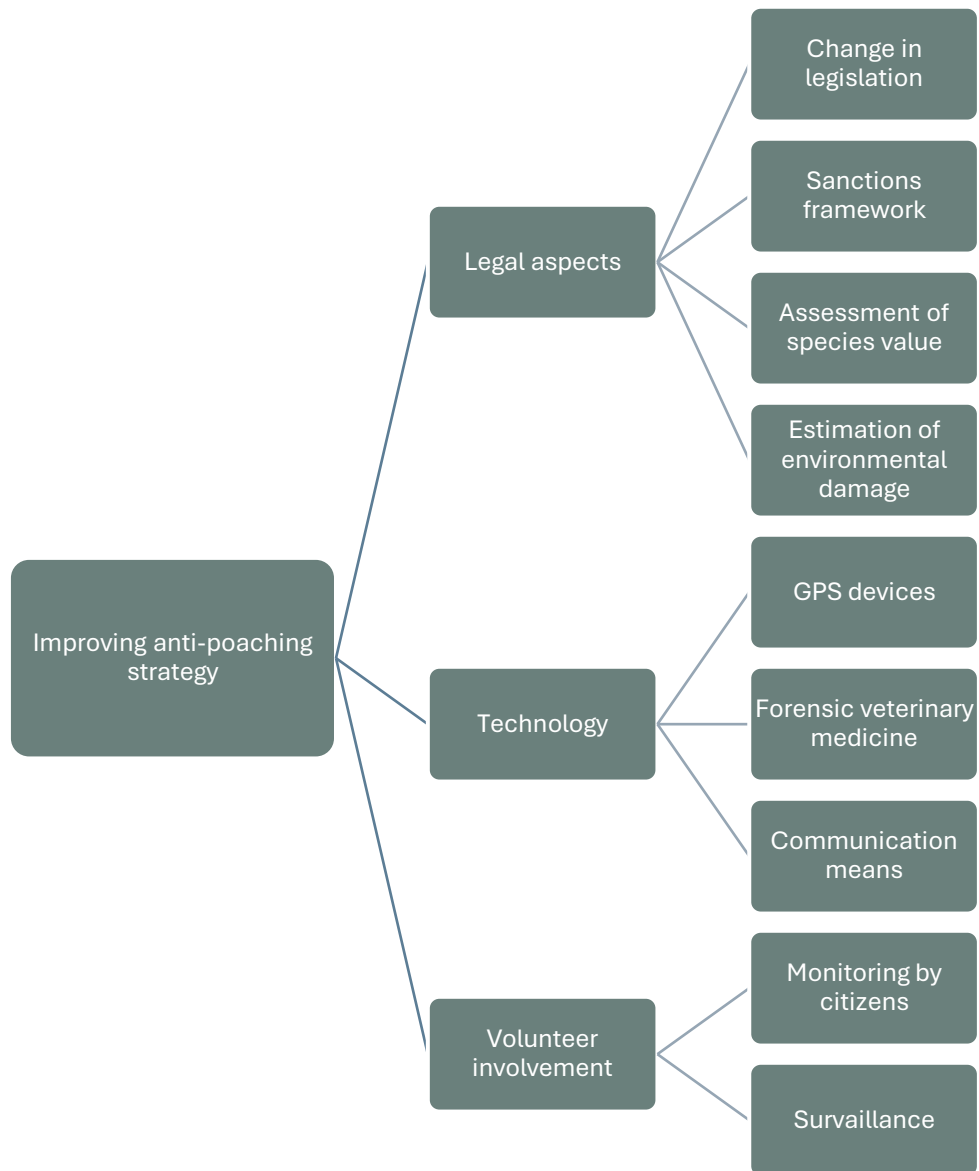 Change in
legislation
Sanctions
framework
Legal aspects
Assessment of
species value
Estimation of
environmental
damage
Improving anti-poaching
strategy
GPS devices
Technology
Forensic veterinary
medicine
Communication
means
Volunteer
involvement
Monitoring by
citizens
Survaillance